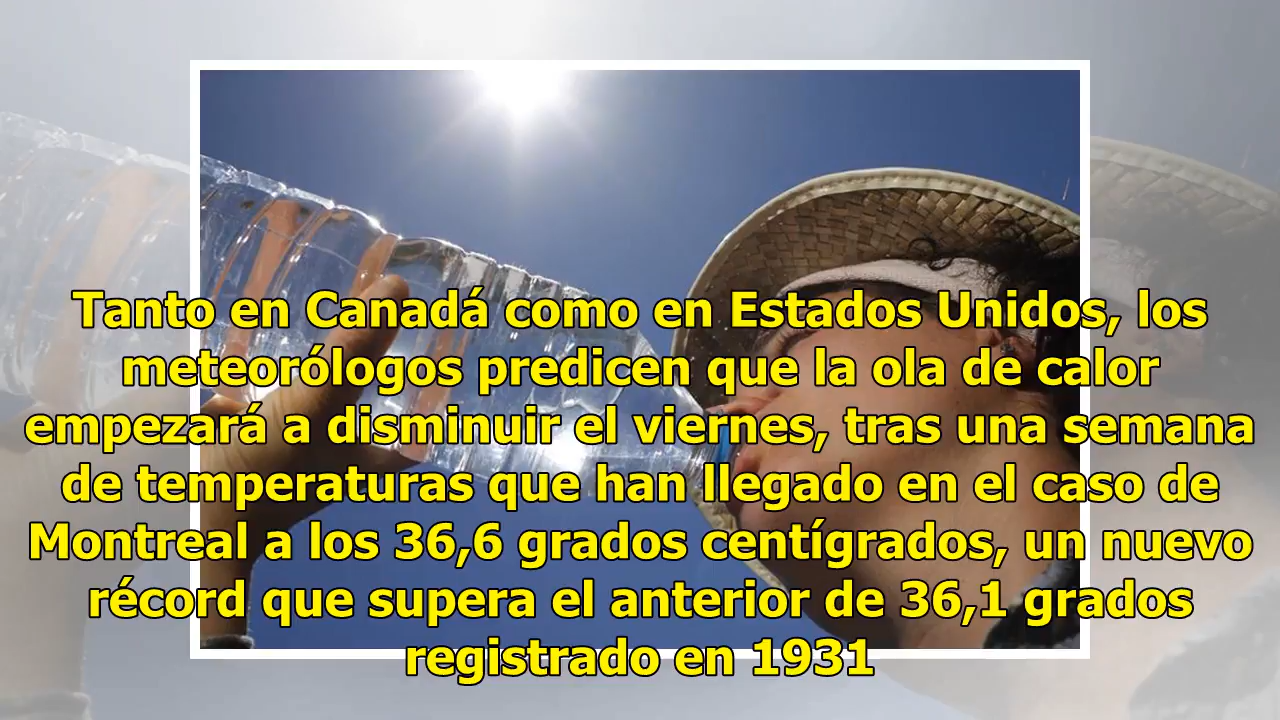 Tanto en Canadá como en Estados Unidos, los
meteorólogos predicen que la ola de calor
empezará a disminuir el viernes, tras una semana
de temperaturas que han llegado en el caso de
Montreal a los 36,6 grados centígrados, un nuevo
récord que supera el anterior de 36,1 grados
registrado en 1931